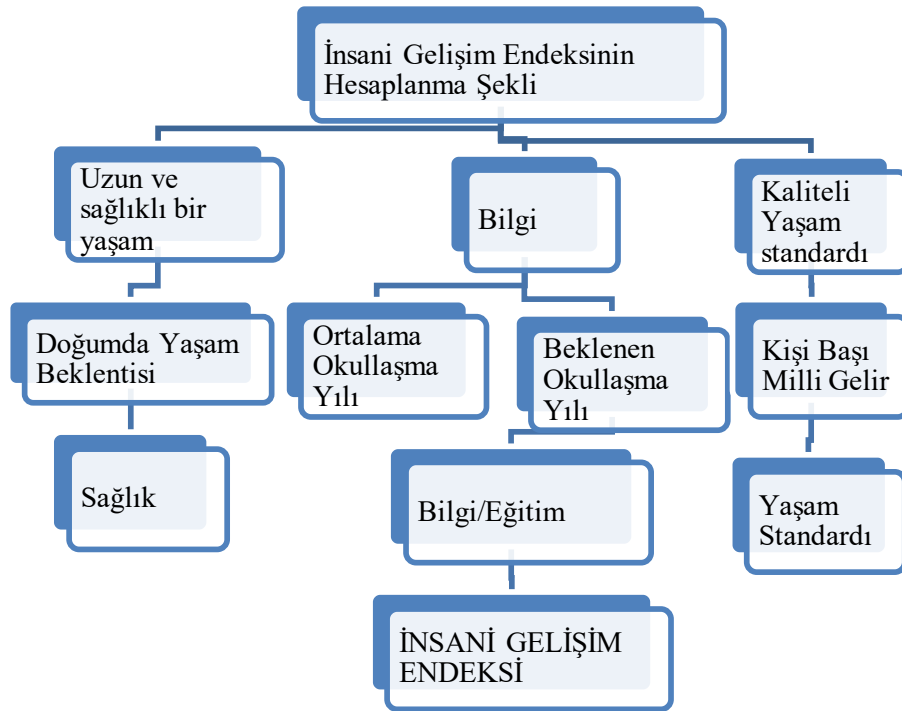 İnsani Gelişim Endeksinin
Hesaplanma Şekli
Uzun ve
sağlıklı bir
yaşam
Bilgi
Kaliteli
Yaşam
standardı
Doğumda Yaşam
Beklentisi
Ortalama
Okullaşma
Yılı
Beklenen
Okullaşma
Yılı
Kişi Başı
Milli Gelir
Sağlık
Bilgi/Eğitim
Yaşam
Standardı
İNSANİ GELİŞİM
ENDEKSİ